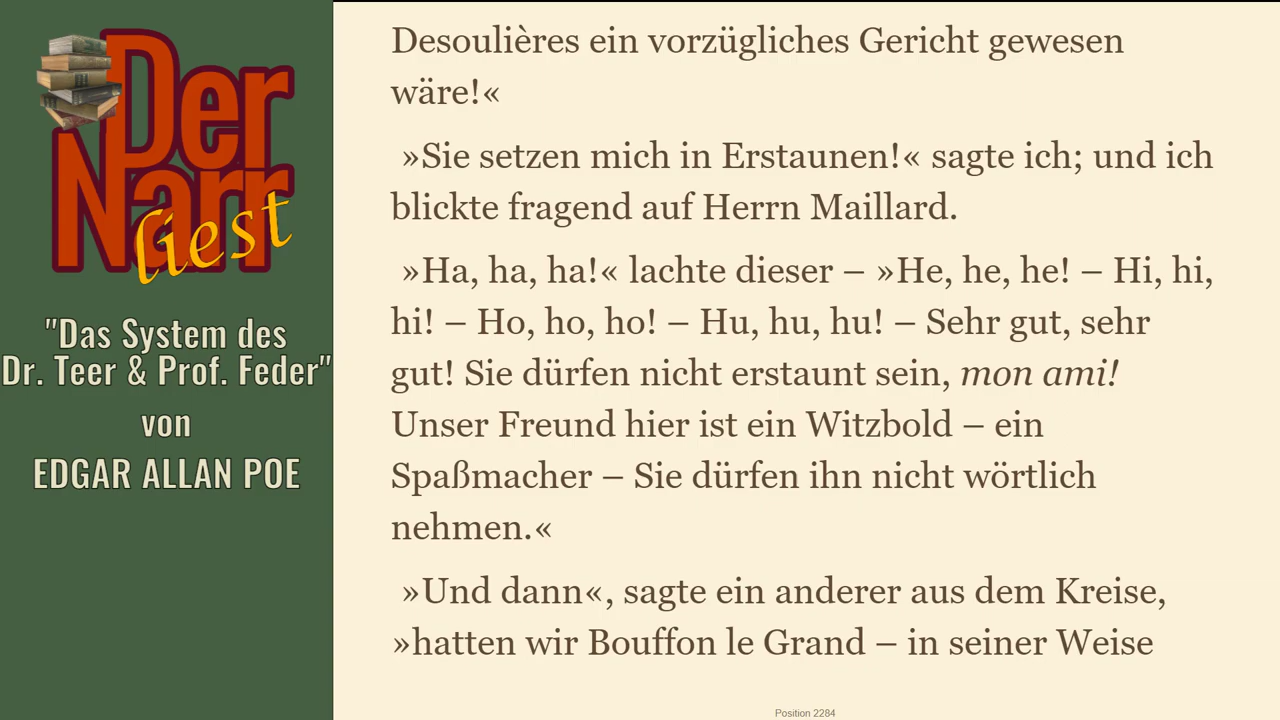 Der
Narr
liest
"Das System des
Dr. Teer & Prof. Feder"
von
EDGAR ALLAN POE
Desoulières ein vorzügliches Gericht gewesen
wäre!«
»Sie setzen mich in Erstaunen!« sagte ich; und ich
blickte fragend auf Herrn Maillard.
»Ha, ha, ha!« lachte dieser – »He, he, he! – Hi, hi,
hi! – Ho, ho, ho! – Hu, hu, hu! – Sehr gut, sehr
gut! Sie dürfen nicht erstaunt sein, mon ami!
Unser Freund hier ist ein Witzbold – ein
Spaßmacher – Sie dürfen ihn nicht wörtlich
nehmen.«
»Und dann«, sagte ein anderer aus dem Kreise,
»hatten wir Bouffon le Grand – in seiner Weise
Position 2284